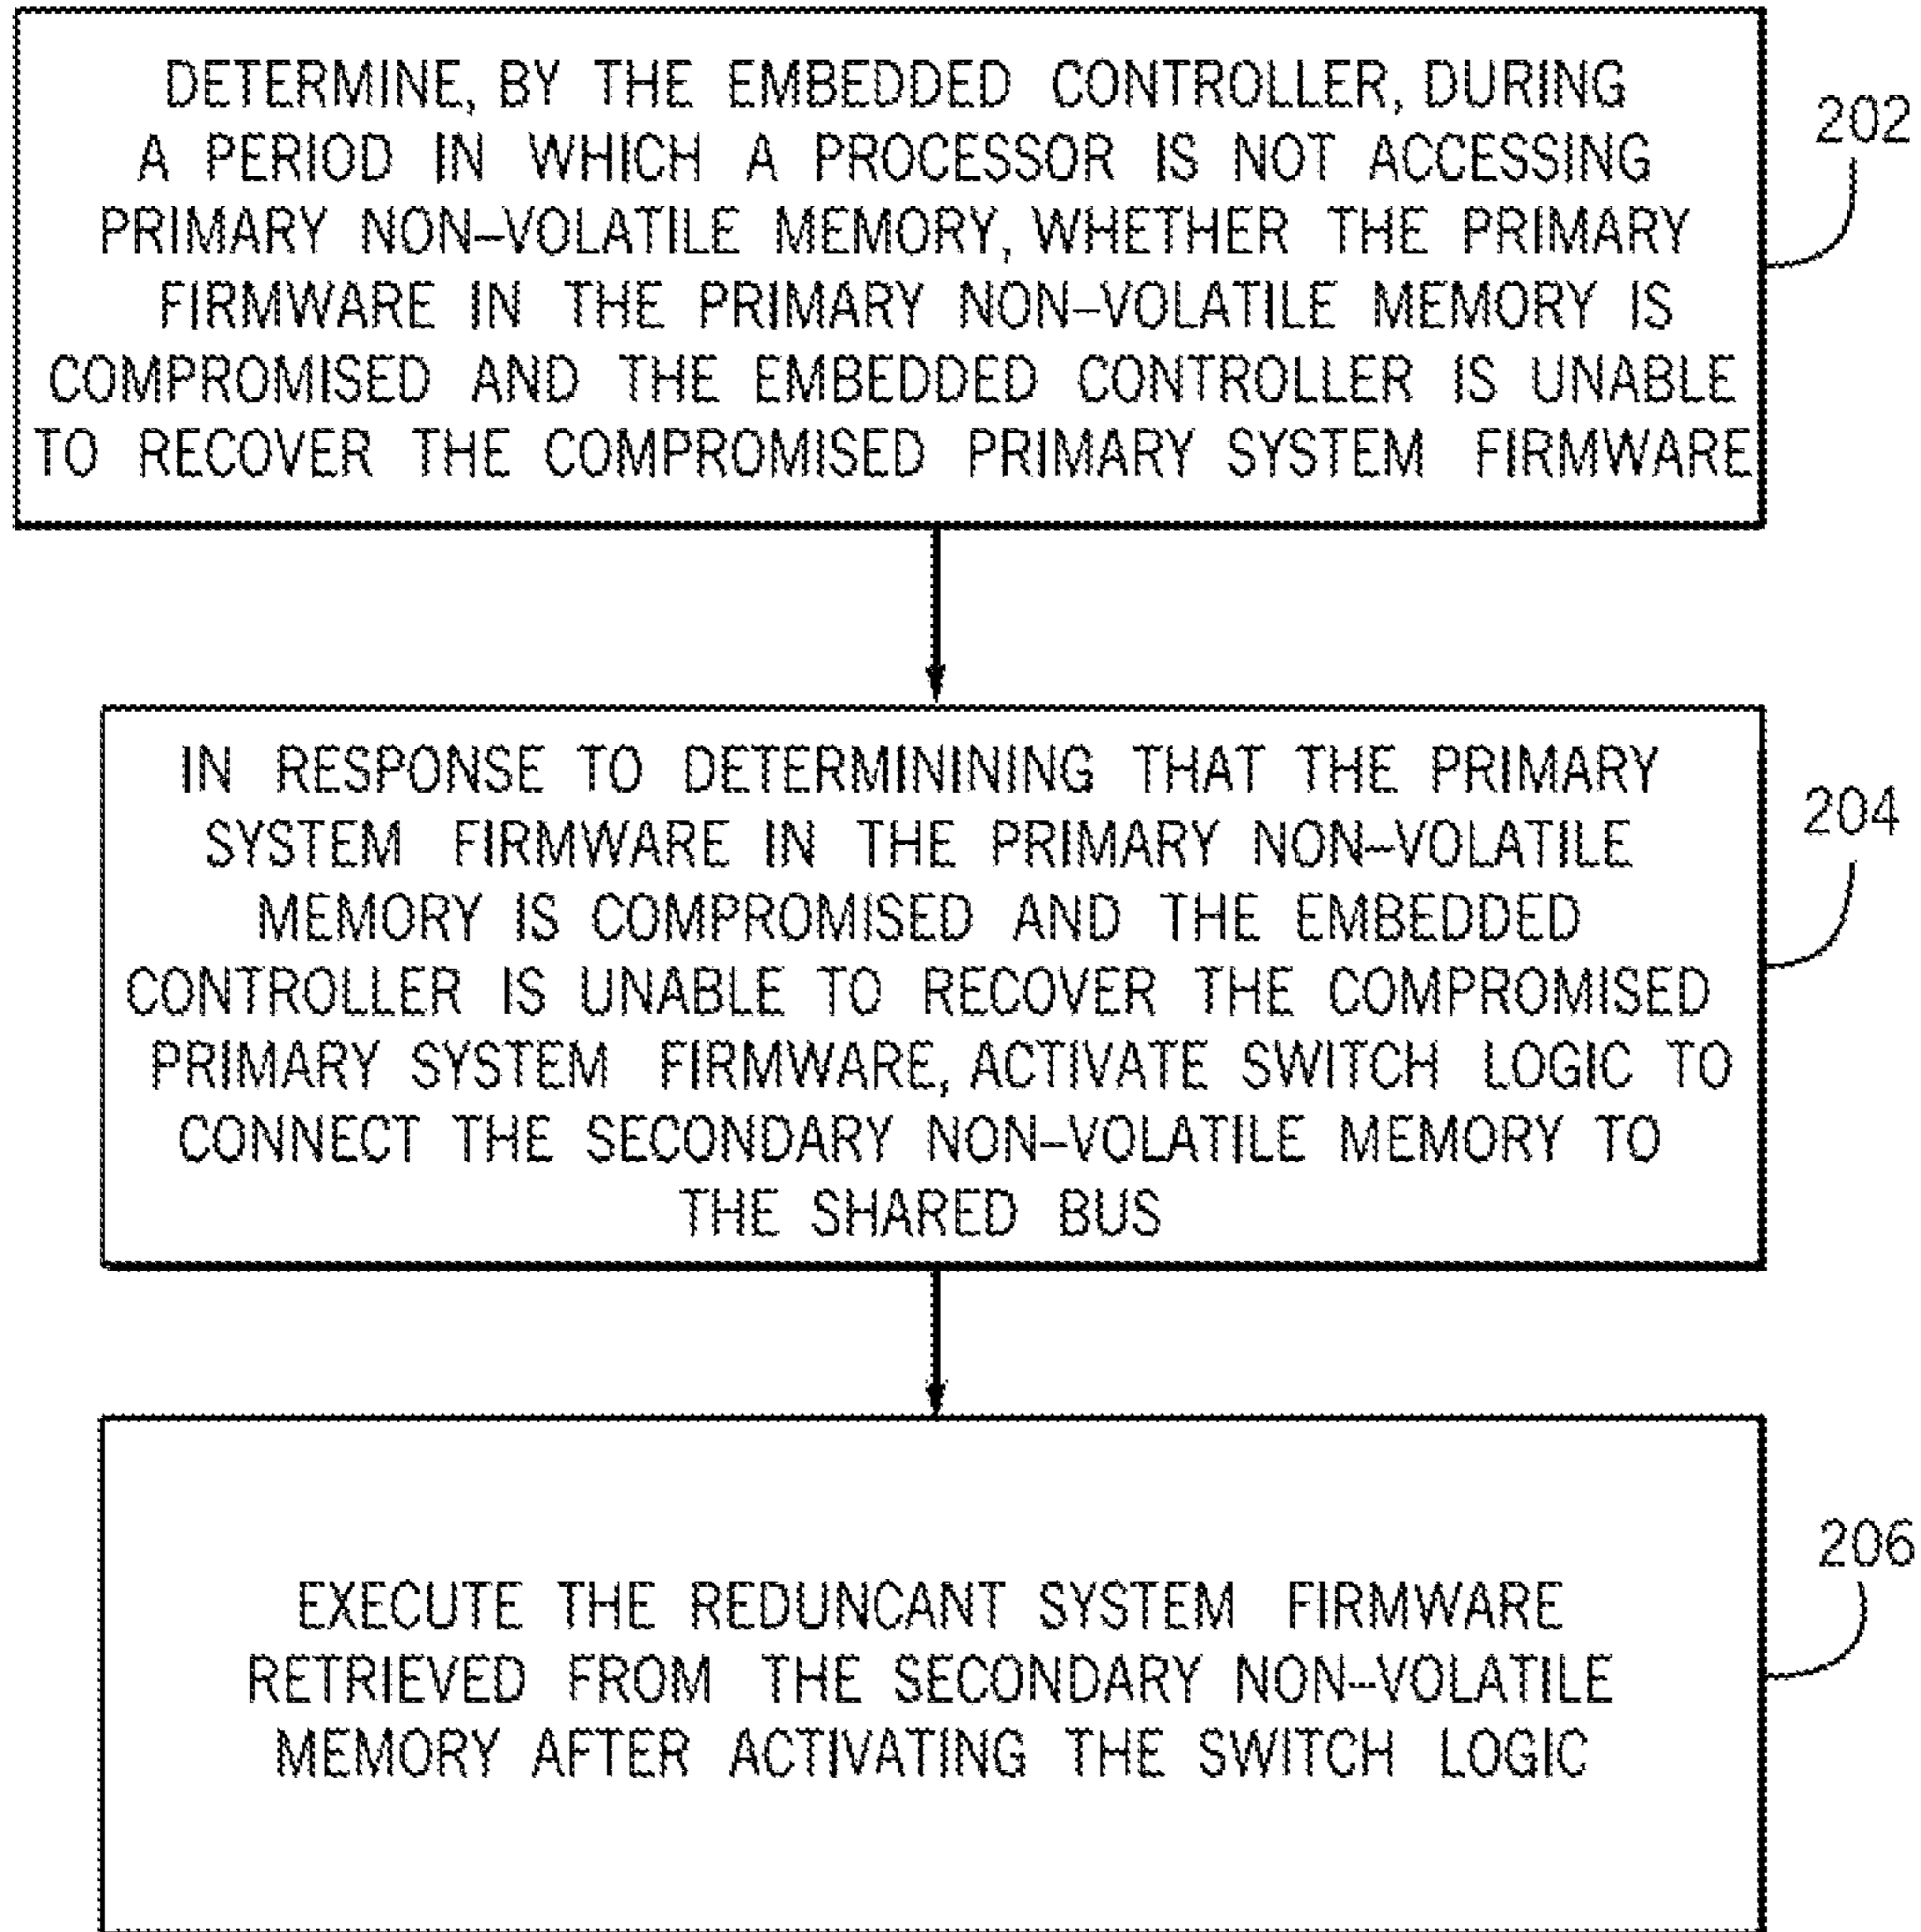 DETERMINE, BY THE EMBEDDED CONTROLLER, DURING
A PERIOD IN WHICH A PROCESSOR IS NOT ACCESSING
PRIMARY NON-VOLATILE MEMORY, WHETHER THE PRIMARY
FIRMWARE IN THE PRIMARY NON-VOLATILE MEMORY IS
COMPROMISED AND THE EMBEDDED CONTROLLER IS UNABLE
TO RECOVER THE COMPROMISED PRIMARY SYSTEM FIRMWARE
202
IN RESPONSE TO DETERMININING THAT THE PRIMARY
SYSTEM FIRMWARE IN THE PRIMARY NON-VOLATILE
MEMORY IS COMPROMISED AND THE EMBEDDED
CONTROLLER IS UNABLE TO RECOVER THE COMPROMISED
PRIMARY SYSTEM FIRMWARE, ACTIVATE SWITCH LOGIC TO
CONNECT THE SECONDARY NON-VOLATILE MEMORY TO
THE SHARED BUS
204
EXECUTE THE REDUNCANT SYSTEM FIRMWARE
RETRIEVED FROM THE SECONDARY NON-VOLATILE
MEMORY AFTER ACTIVATING THE SWITCH LOGIC
206